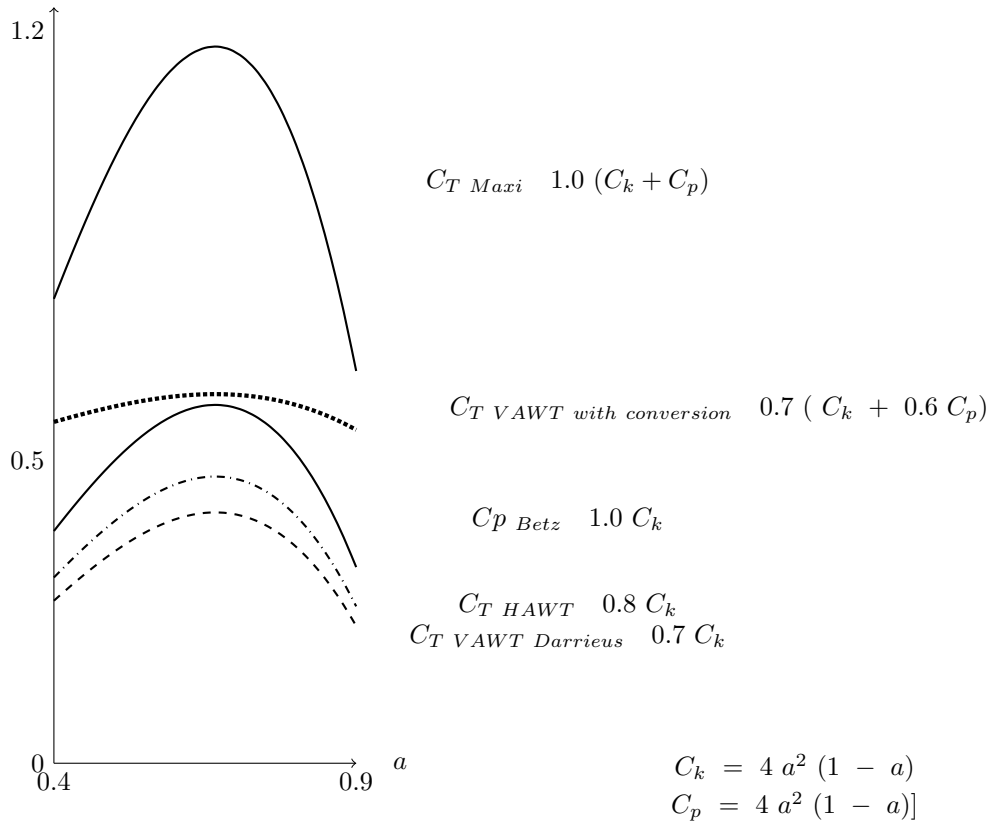 1.2
C_{T Maxi} 1.0 (C_k + C_p)
C_{T VAWT with conversion} 0.7 ( C_k + 0.6 C_p)
0.5
Cp_{Betz} 1.0 C_k
C_{T HAWT} 0.8 C_k
C_{T VAWT Darrieus} 0.7 C_k
0
0.4
0.9
a
C_k = 4 a^2 (1 − a)
C_p = 4 a^2 (1 − a)]